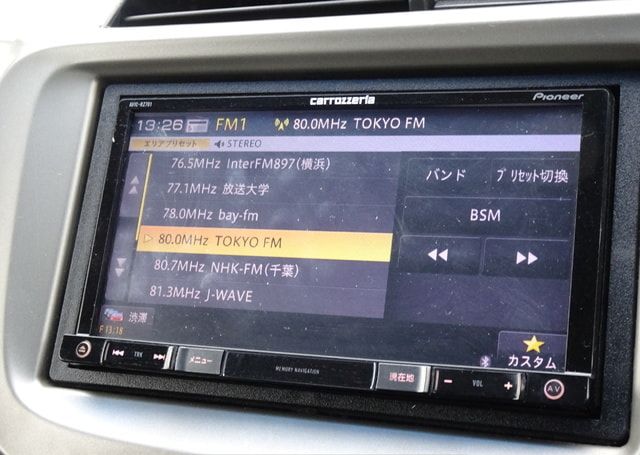 AVIC-RZ701 carrozzeria Pioneer
13:26 FM1 80.0MHz TOKYO FM
エリアプリセット STEREO
76.5MHz InterFM897(横浜)
77.1MHz 放送大学
78.0MHz bay-fm
80.0MHz TOKYO FM
80.7MHz NHK-FM(千葉)
81.3MHz J-WAVE
バンド プリセット切換
BSM
渋滞
F 13:18
カスタム
TRK メニュー MEMORY NAVIGATION 現在地 - VOL + AV